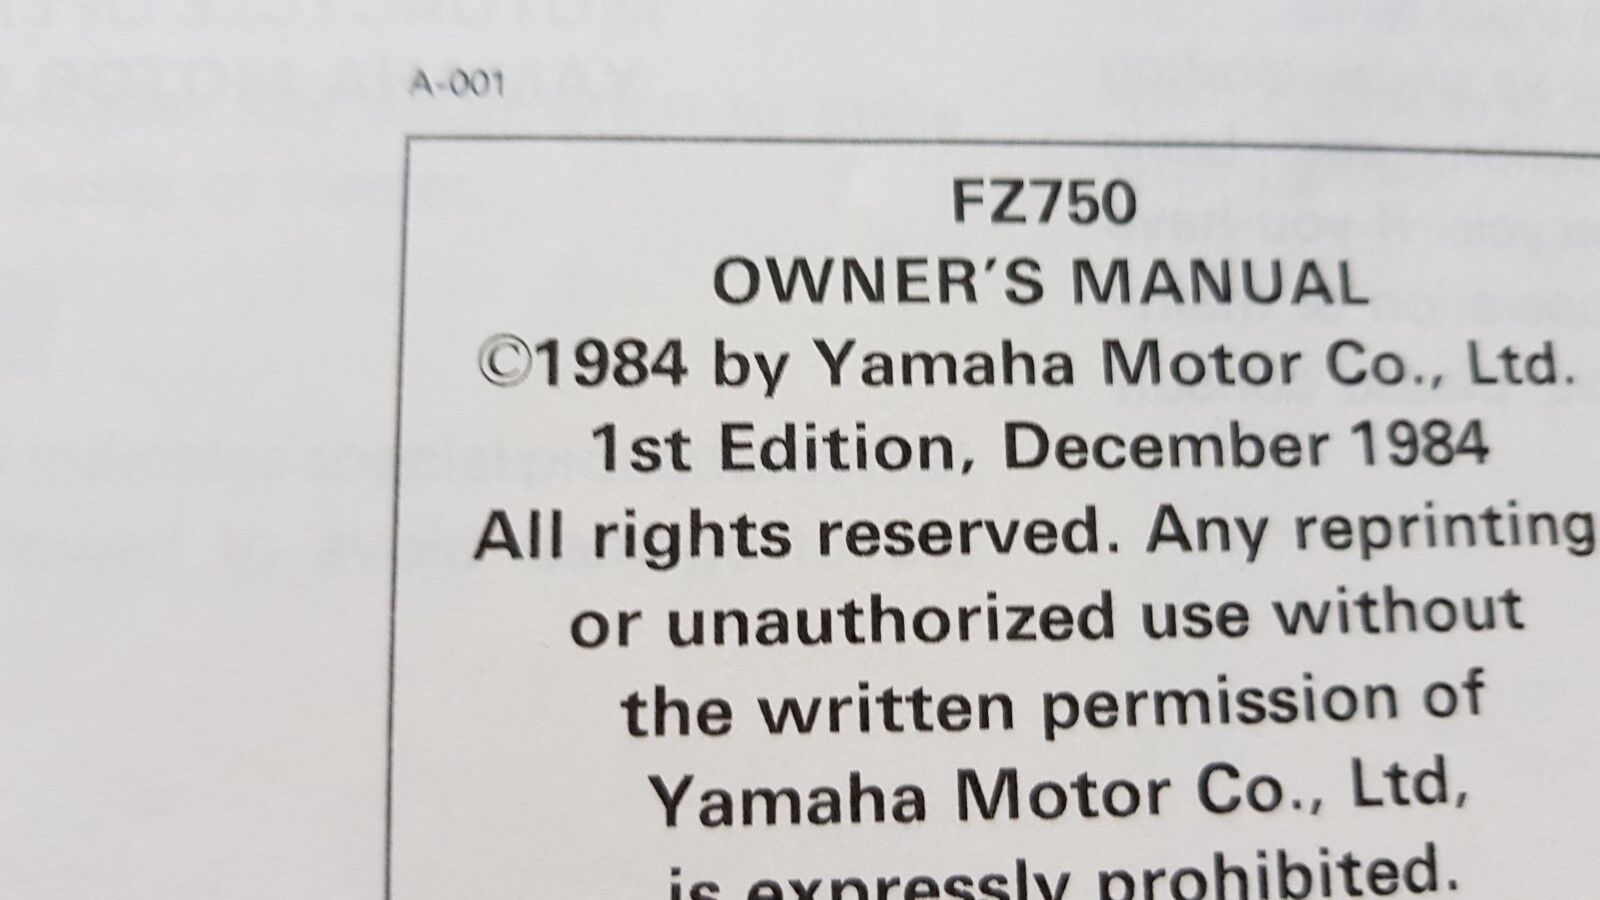 A-001
FZ750
OWNER'S MANUAL
©1984 by Yamaha Motor Co., Ltd.
1st Edition, December 1984
All rights reserved. Any reprinting
or unauthorized use without
the written permission of
Yamaha Motor Co., Ltd,
is expressly prohibited.